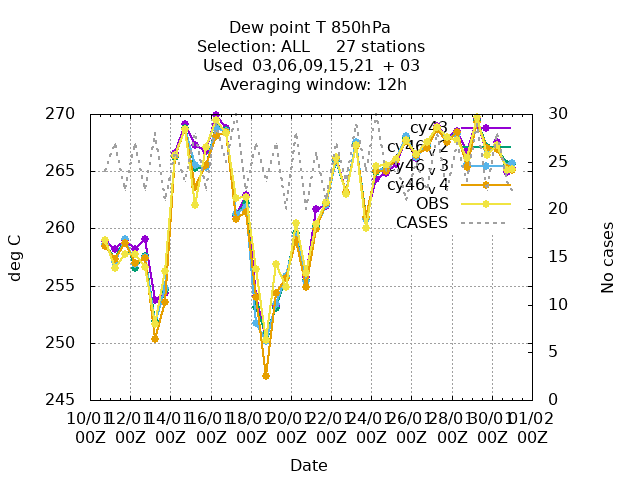 Dew point T 850hPa
Selection: ALL     27 stations
Used  03,06,09,15,21  + 03
Averaging window: 12h
270
265
260
255
250
245
deg C
30
25
20
15
10
5
0
No cases
cy43
cy46_v2
cy46_v3
cy46_v4
OBS
CASES
10/01 12/01 14/01 16/01 18/01 20/01 22/01 24/01 26/01 28/01 30/01 01/02
00Z 00Z 00Z 00Z 00Z 00Z 00Z 00Z 00Z 00Z 00Z 00Z
Date